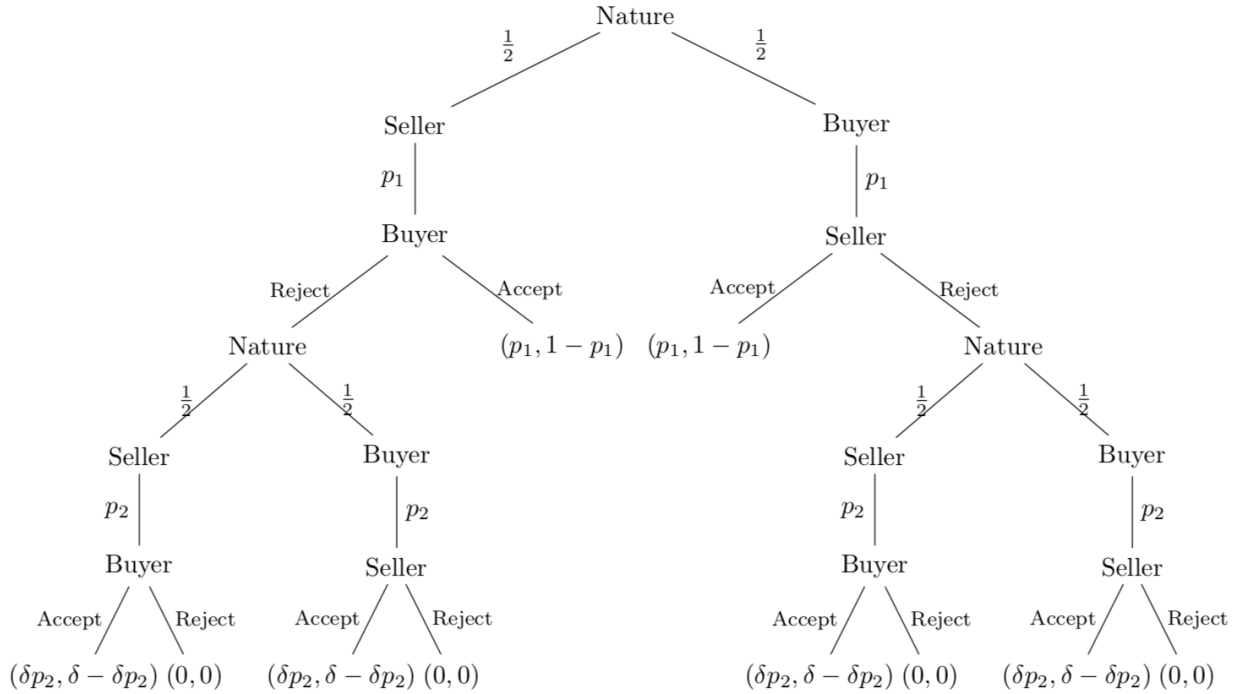 Nature
1/2 1/2
Seller Buyer
p₁ p₁
Buyer Seller
Reject Accept Accept Reject
Nature (p₁, 1 − p₁) (p₁, 1 − p₁) Nature
1/2 1/2 1/2 1/2
Seller Buyer Seller Buyer
p₂ p₂ p₂ p₂
Buyer Seller Buyer Seller
Accept Reject Accept Reject Accept Reject Accept Reject
(δp₂, δ − δp₂) (0, 0) (δp₂, δ − δp₂) (0, 0) (δp₂, δ − δp₂) (0, 0) (δp₂, δ − δp₂) (0, 0)